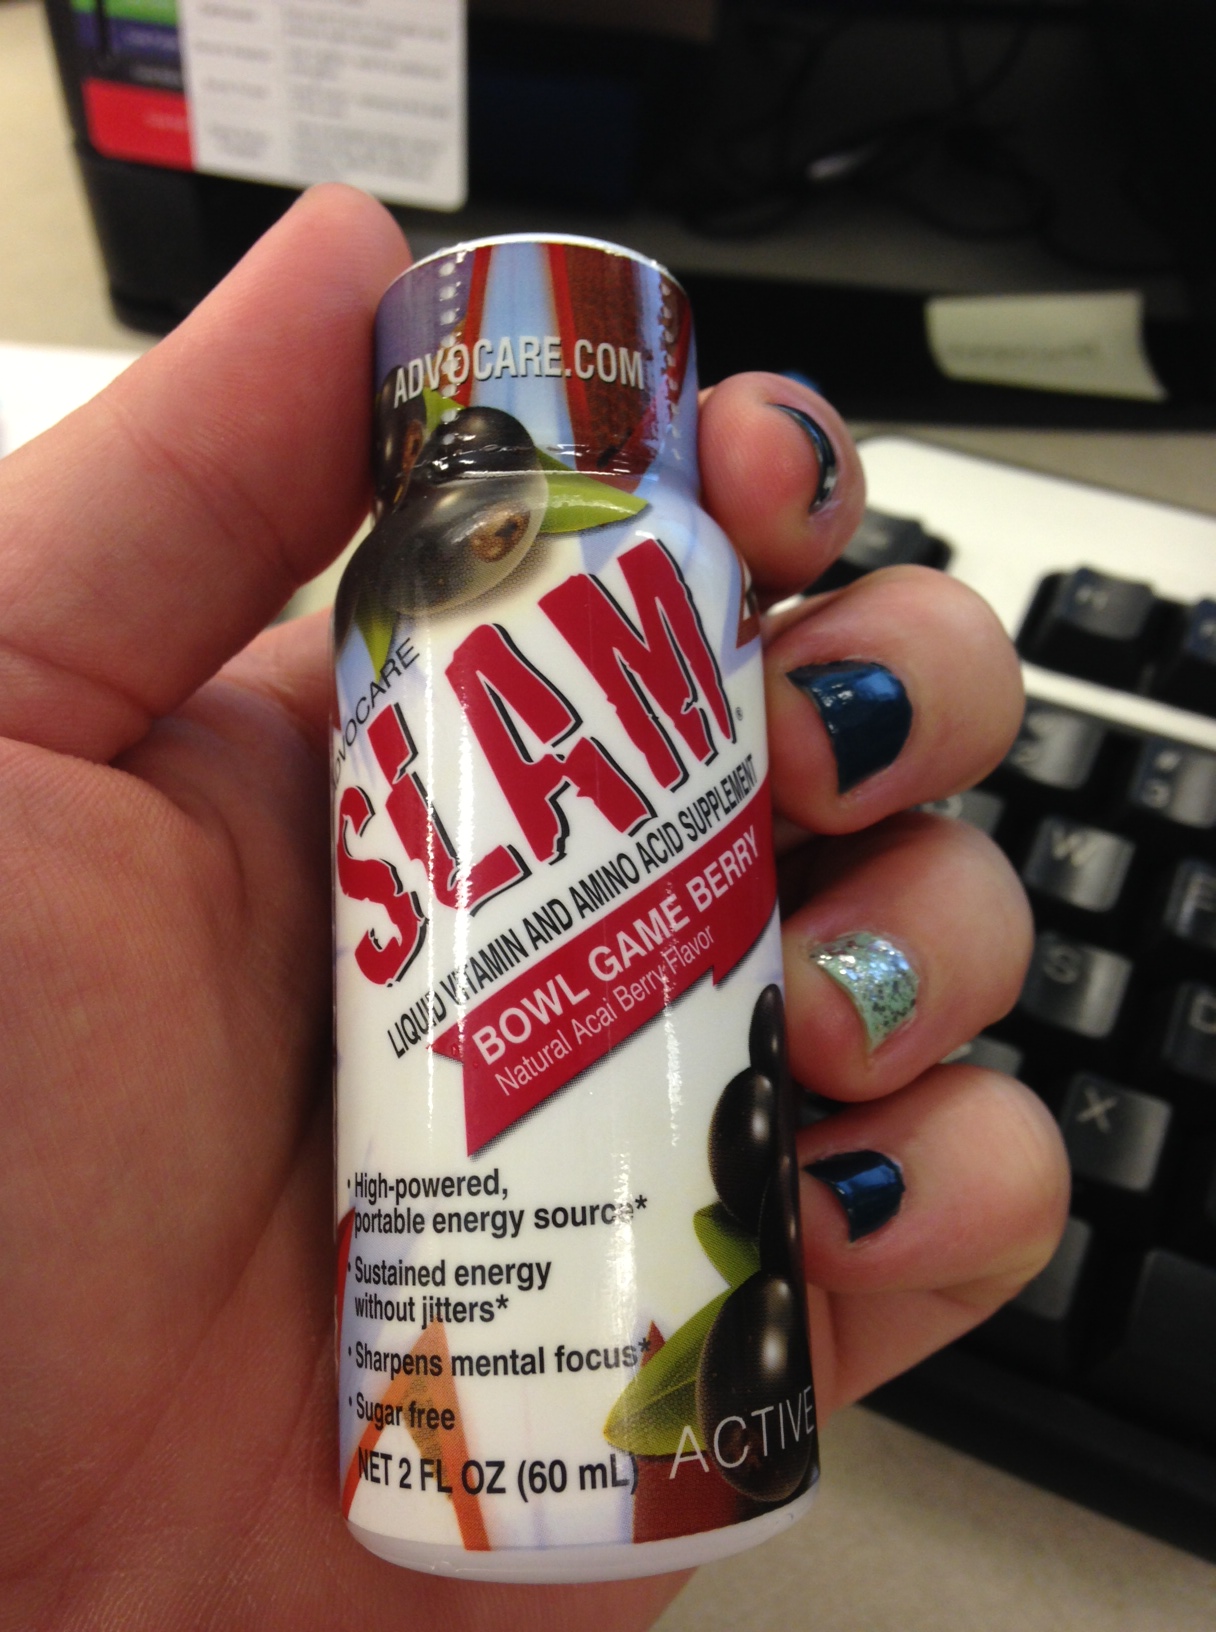 ADVOCARE.COM
ADVOCARE
SLAM®
LIQUID VITAMIN AND AMINO ACID SUPPLEMENT
BOWL GAME BERRY
Natural Acai Berry Flavor
• High-powered,
portable energy source*
• Sustained energy
without jitters*
• Sharpens mental focus*
• Sugar free
NET 2 FL OZ (60 mL)
ACTIVE
W
S
D
X